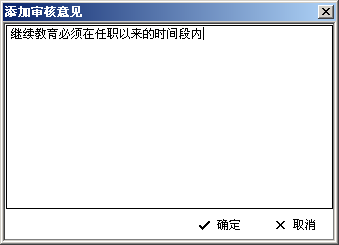 添加审核意见
继续教育必须在任职以来的时间段内
确定 取消